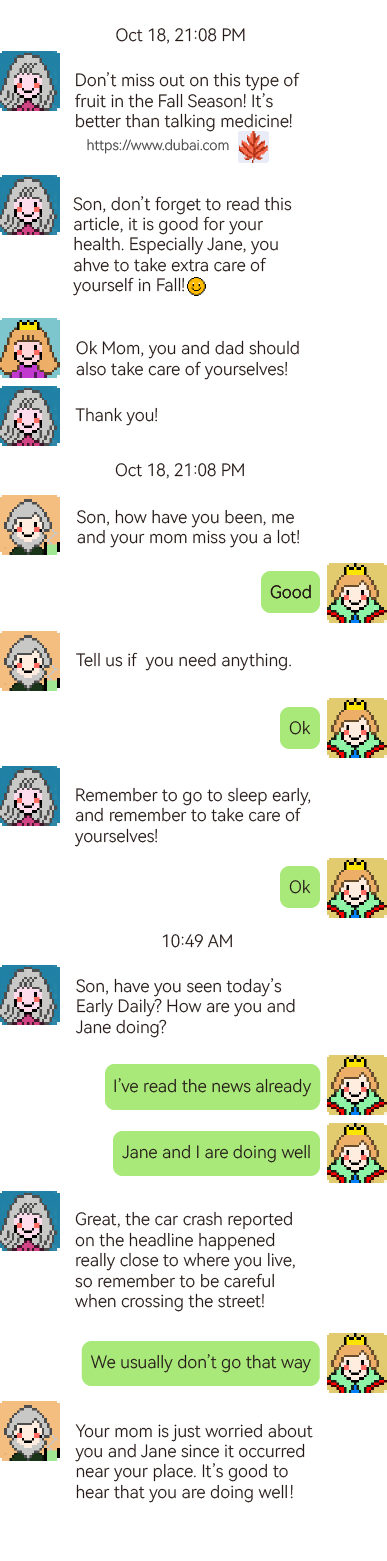 Oct 18, 21:08 PM
Don’t miss out on this type of
fruit in the Fall Season! It’s
better than talking medicine!
https://www.dubai.com
Son, don’t forget to read this
article, it is good for your
health. Especially Jane, you
ahve to take extra care of
yourself in Fall!
Ok Mom, you and dad should
also take care of yourselves!
Thank you!
Oct 18, 21:08 PM
Son, how have you been, me
and your mom miss you a lot!
Good
Tell us if  you need anything.
Ok
Remember to go to sleep early,
and remember to take care of
yourselves!
Ok
10:49 AM
Son, have you seen today’s
Early Daily? How are you and
Jane doing?
I’ve read the news already
Jane and I are doing well
Great, the car crash reported
on the headline happened
really close to where you live,
so remember to be careful
when crossing the street!
We usually don’t go that way
Your mom is just worried about
you and Jane since it occurred
near your place. It’s good to
hear that you are doing well!